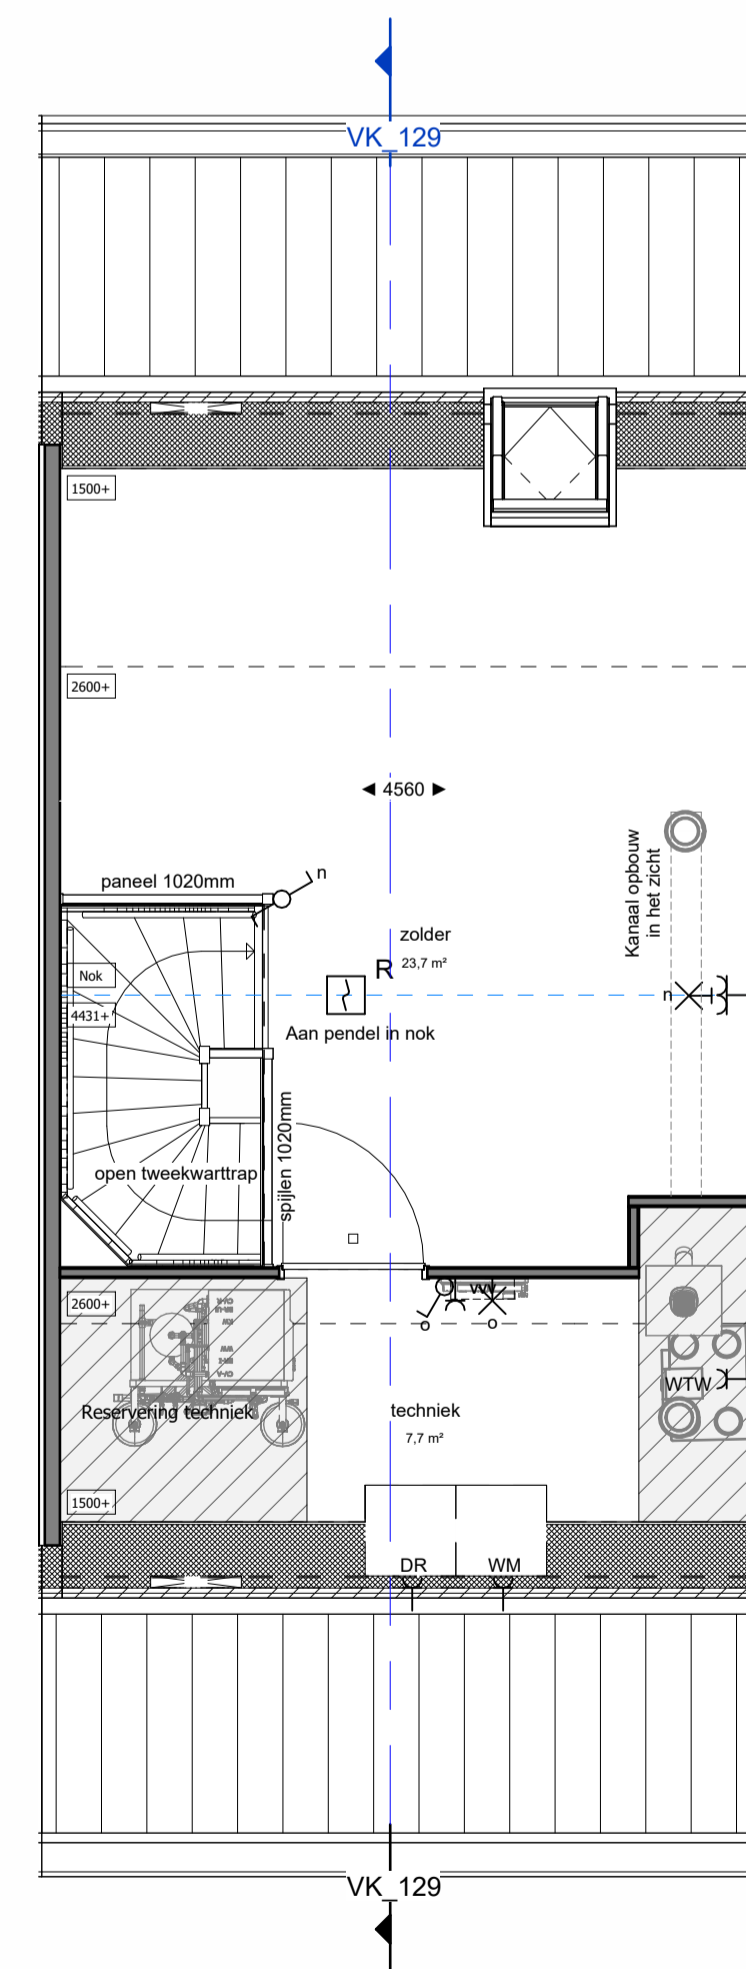 VK_129
1500+
2600+
4560
Kanaal opbouw
in het zicht
paneel 1020mm
n
zolder
23,7 m²
R
Nok
4431+
n
Aan pendel in nok
spijlen 1020mm
open tweekwarttrap
2600+
vvv
o
o
Reservering techniek
techniek
7,7 m²
WTW
1500+
DR
WM
VK_129